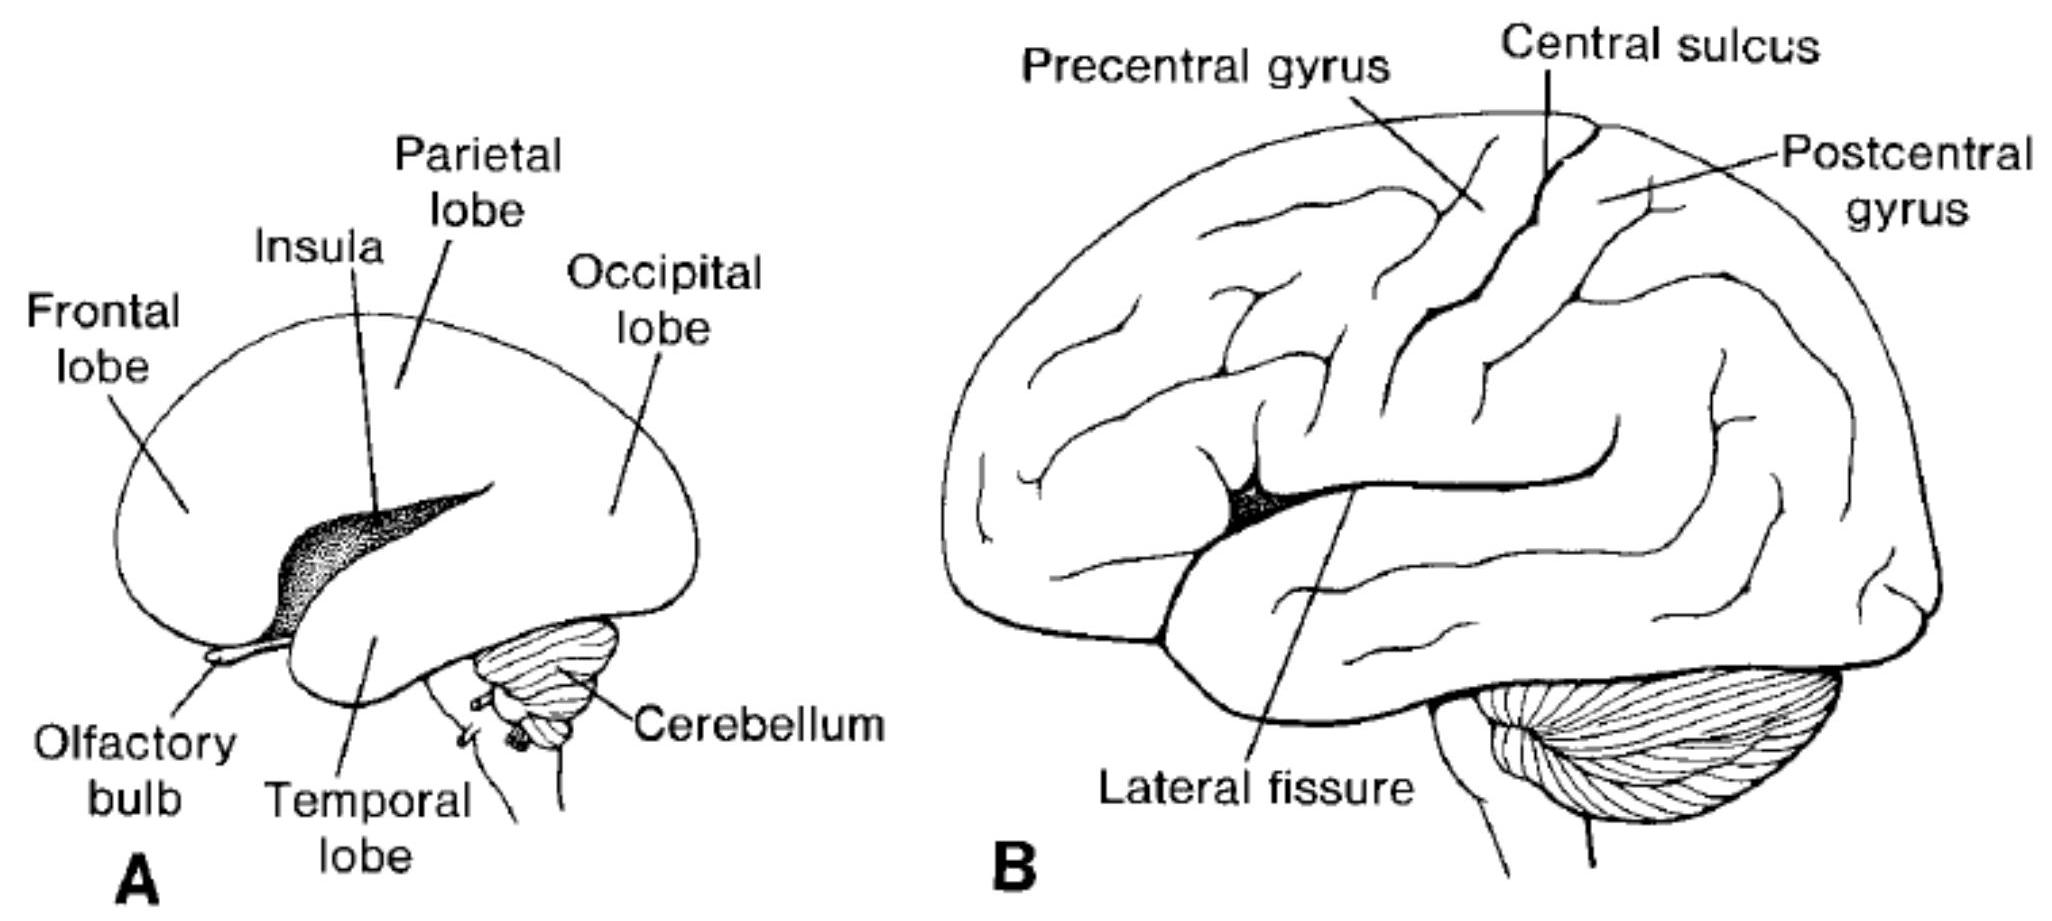 Parietal
lobe
Insula
Occipital
lobe
Frontal
lobe
Olfactory
bulb
Temporal
lobe
Cerebellum
A
Precentral gyrus
Central sulcus
Postcentral
gyrus
Lateral fissure
B